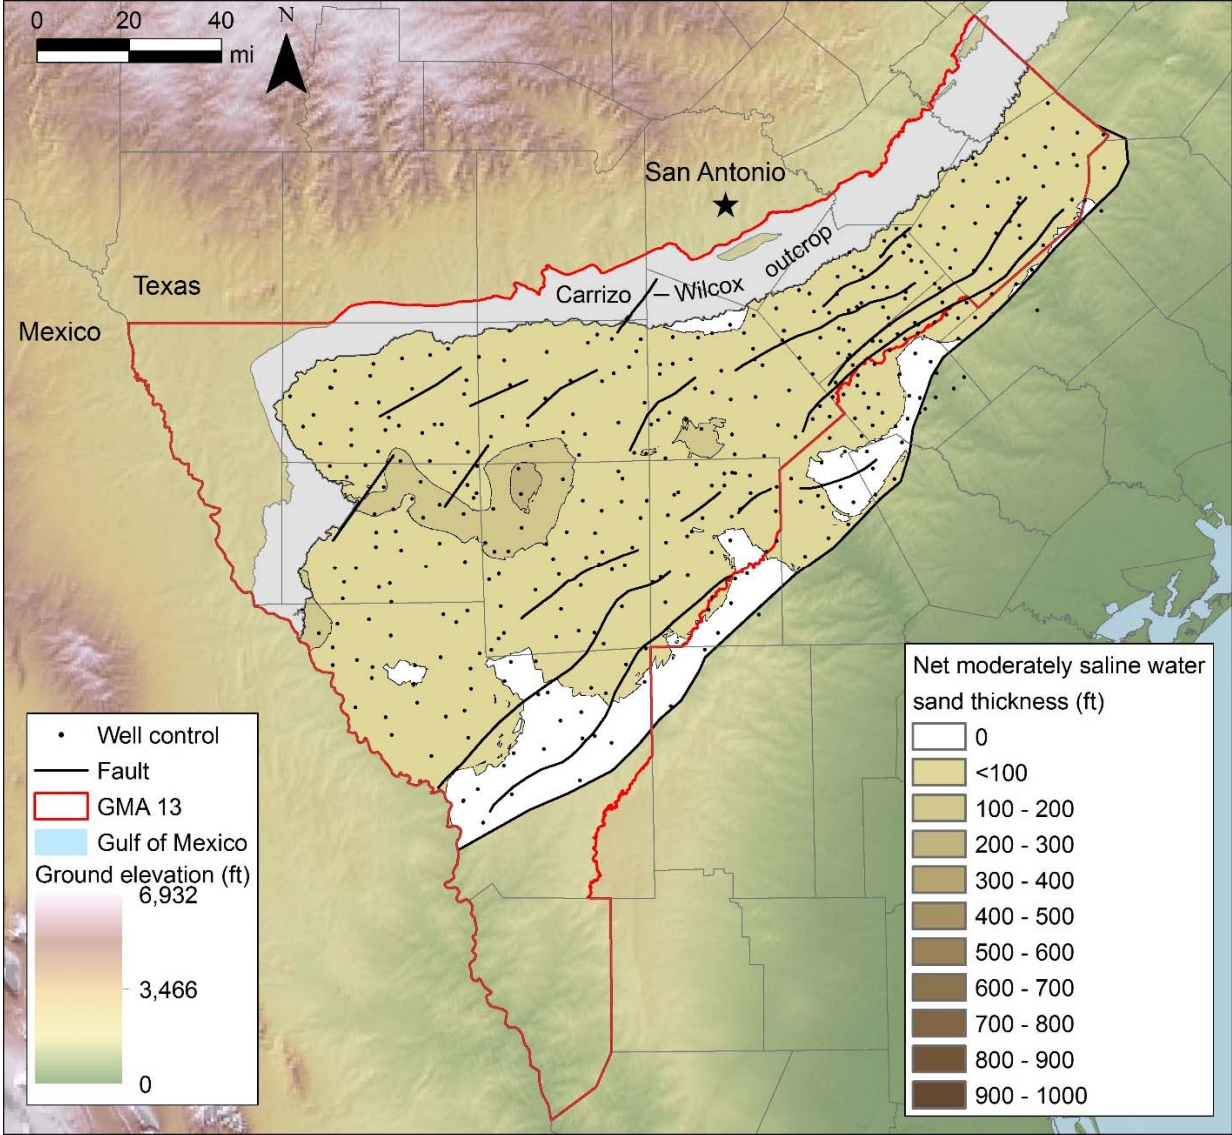 0 20 40
mi
N
San Antonio
Texas
Carrizo – Wilcox outcrop
Mexico
Well control
Fault
GMA 13
Gulf of Mexico
Ground elevation (ft)
6,932
3,466
0
Net moderately saline water
sand thickness (ft)
0
<100
100 - 200
200 - 300
300 - 400
400 - 500
500 - 600
600 - 700
700 - 800
800 - 900
900 - 1000